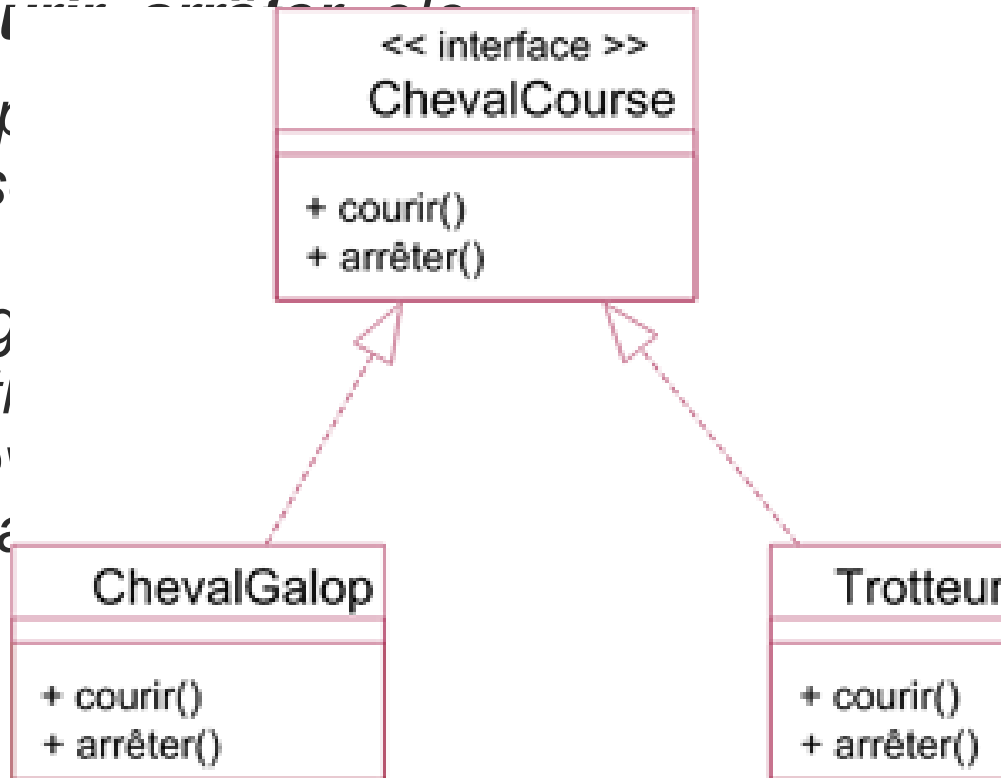 << interface >>
ChevalCourse
+ courir()
+ arrêter()
ChevalGalop
+ courir()
+ arrêter()
Trotteur
+ courir()
+ arrêter()